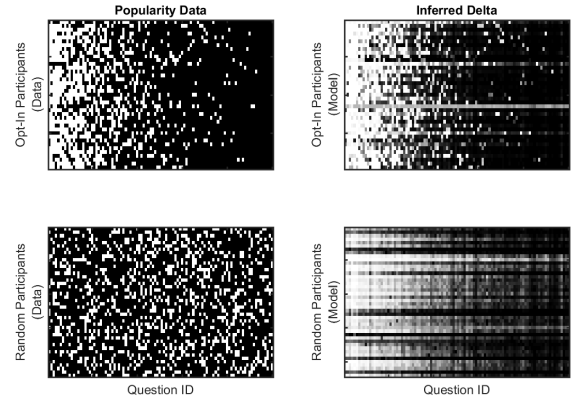 Popularity Data
Inferred Delta
Opt-In Participants
(Data)
Opt-In Participants
(Model)
Random Participants
(Data)
Random Participants
(Model)
Question ID
Question ID